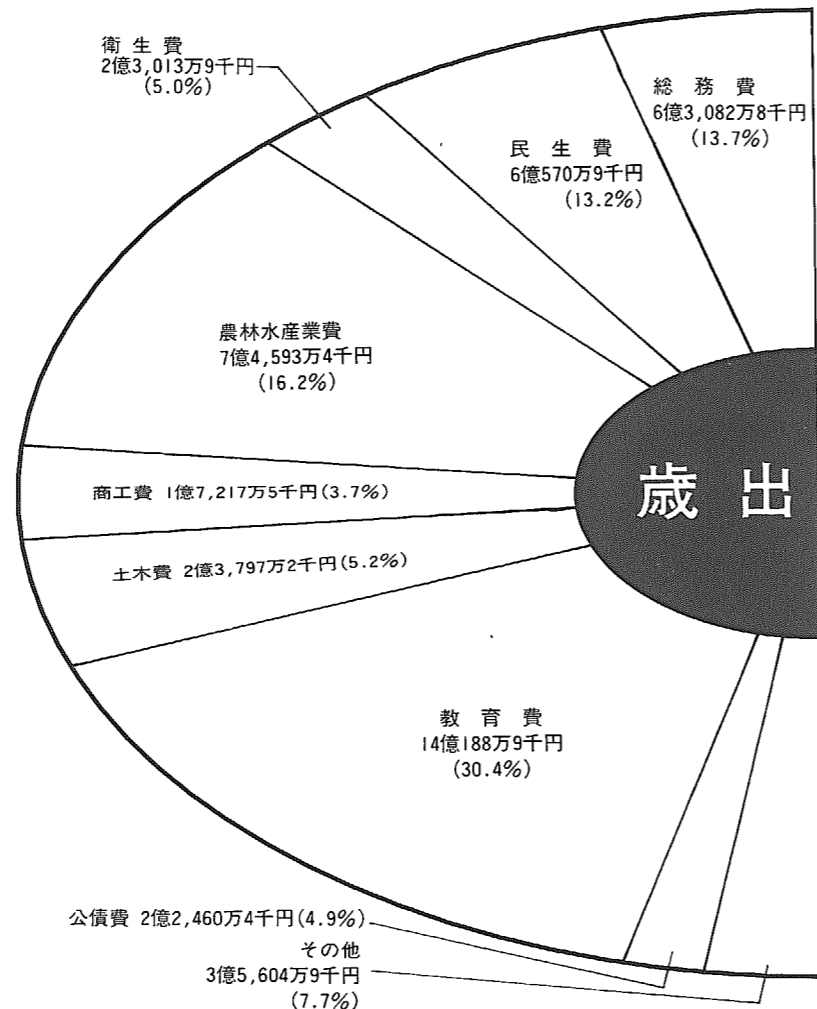 衛生費
2億3,013万9千円
(5.0%)
総務費
6億3,082万8千円
(13.7%)
民生費
6億570万9千円
(13.2%)
農林水産業費
7億4,593万4千円
(16.2%)
商工費 1億7,217万5千円(3.7%)
歳出
土木費 2億3,797万2千円(5.2%)
教育費
14億188万9千円
(30.4%)
公債費 2億2,460万4千円(4.9%)
その他
3億5,604万9千円
(7.7%)